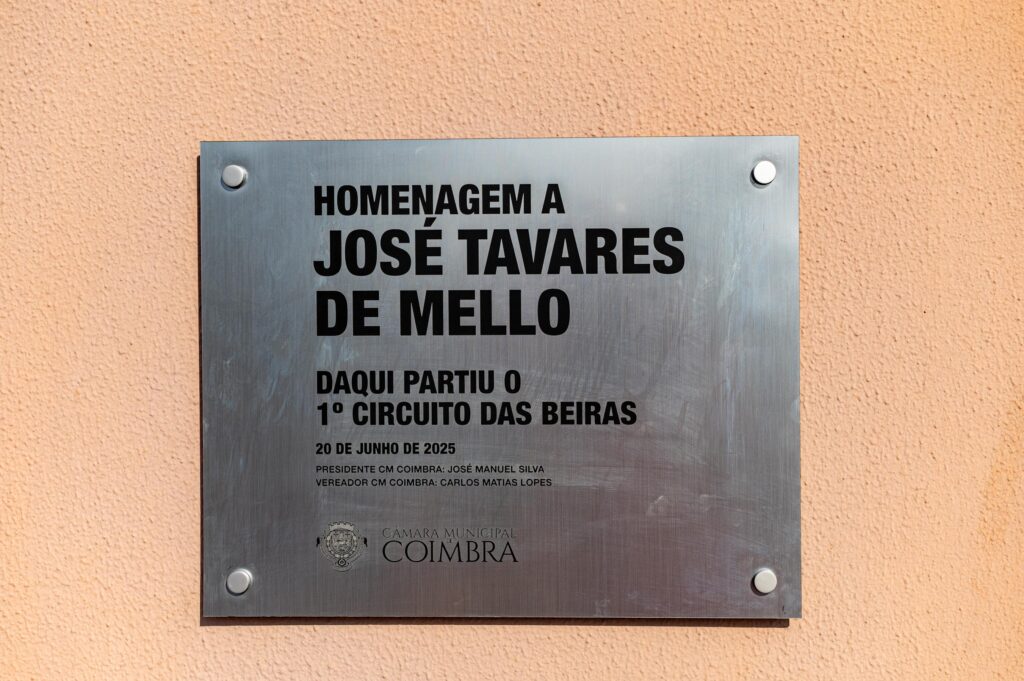 HOMENAGEM A
JOSÉ TAVARES
DE MELLO
DAQUI PARTIU O
1º CIRCUITO DAS BEIRAS
20 DE JUNHO DE 2025
PRESIDENTE CM COIMBRA: JOSÉ MANUEL SILVA
VEREADOR CM COIMBRA: CARLOS MATIAS LOPES
CÂMARA MUNICIPAL
COIMBRA